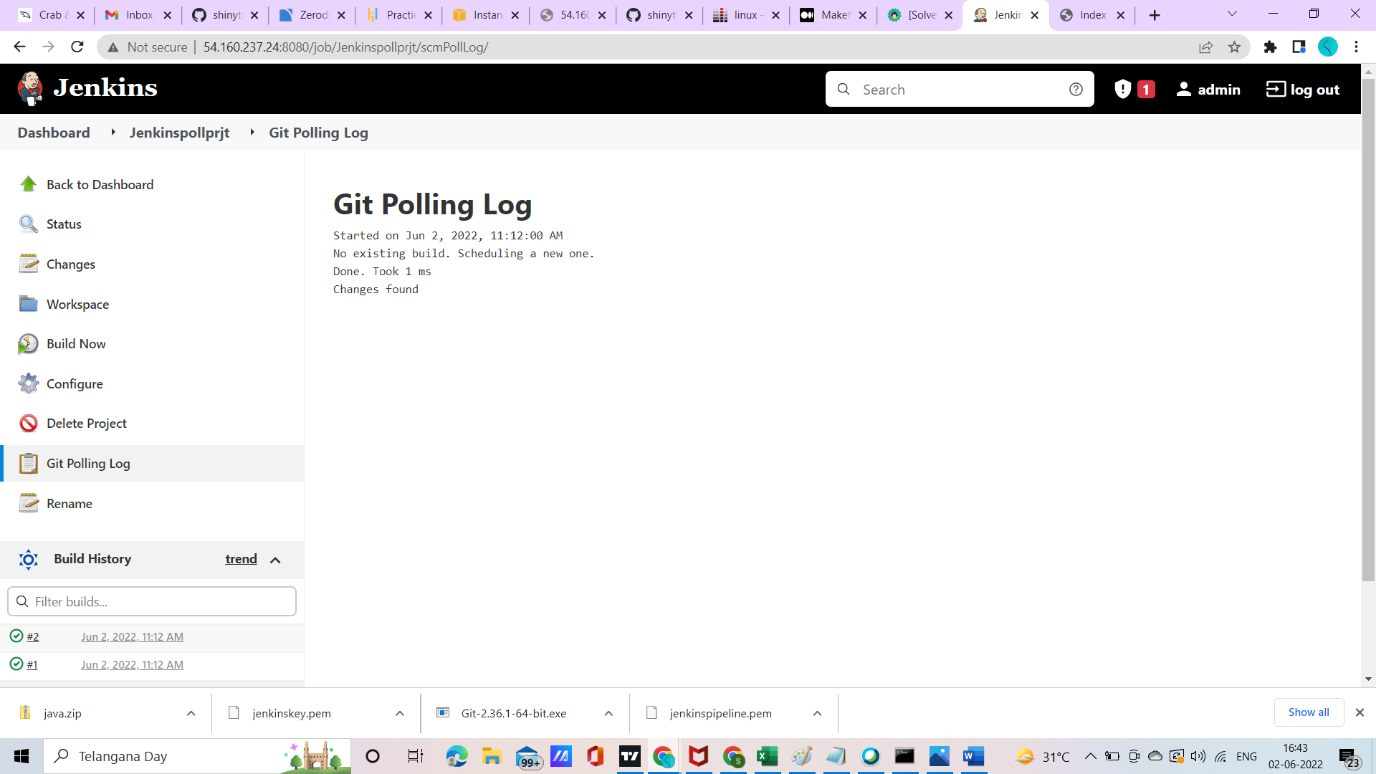 Crab &
Inbox
shinyt
Zerod
Practic
Instan
54.160
shinyt
linux -
Makef
[Solve
Jenkin
Index
Not secure | 54.160.237.24:8080/job/Jenkinspollprjt/scmPollLog/
Jenkins
Search
1
admin
log out
Dashboard
Jenkinspollprjt
Git Polling Log
Back to Dashboard
Status
Changes
Workspace
Build Now
Configure
Delete Project
Git Polling Log
Rename
Build History
trend
Filter builds...
#2
Jun 2, 2022, 11:12 AM
#1
Jun 2, 2022, 11:12 AM
Git Polling Log
Started on Jun 2, 2022, 11:12:00 AM
No existing build. Scheduling a new one.
Done. Took 1 ms
Changes found
java.zip
jenkinskey.pem
Git-2.36.1-64-bit.exe
jenkinspipeline.pem
Show all
Telangana Day
99+
31°C
ENG
16:43
02-06-2022
23